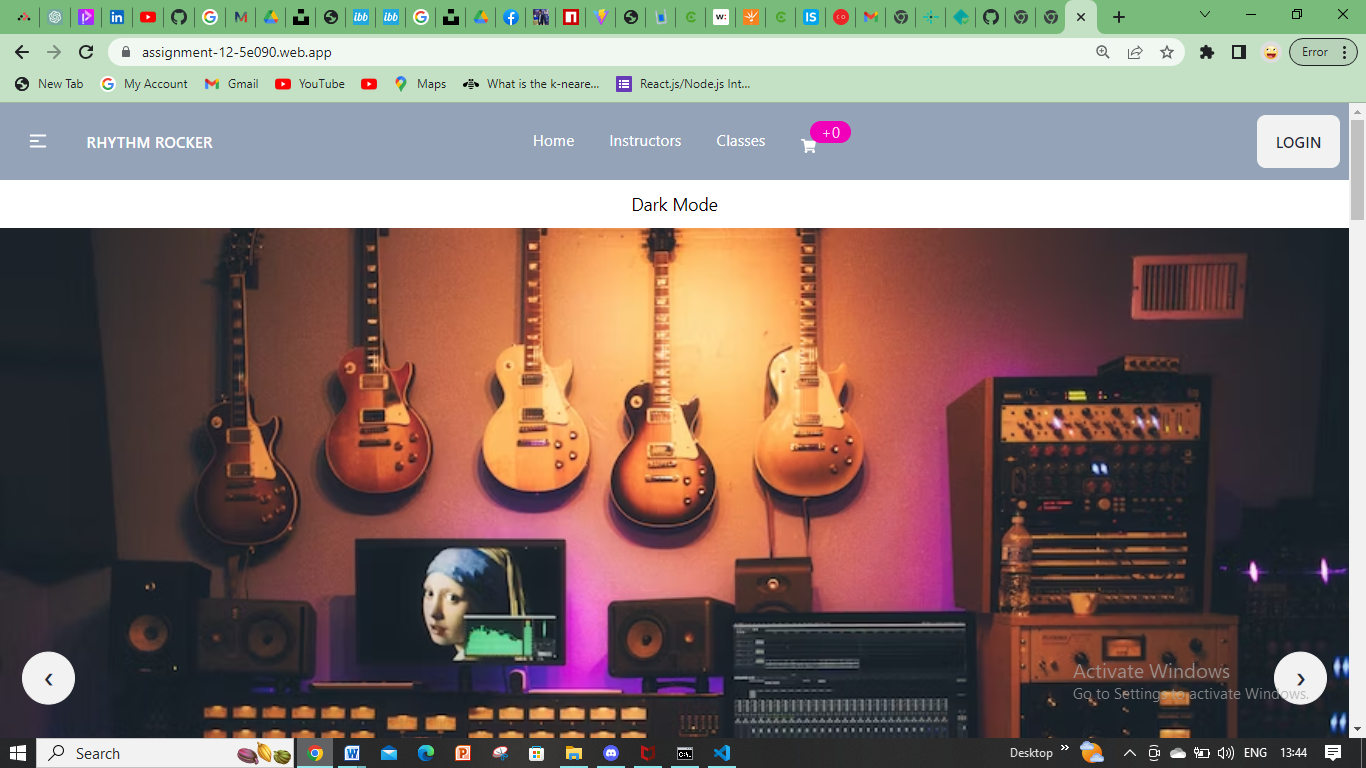 assignment-12-5e090.web.app
Error
New Tab
My Account
Gmail
YouTube
Maps
What is the k-neare...
React.js/Node.js Int...
RHYTHM ROCKER
Home
Instructors
Classes
+0
LOGIN
Dark Mode
Activate Windows
Go to Settings to activate Windows.
Search
Desktop
ENG
13:44